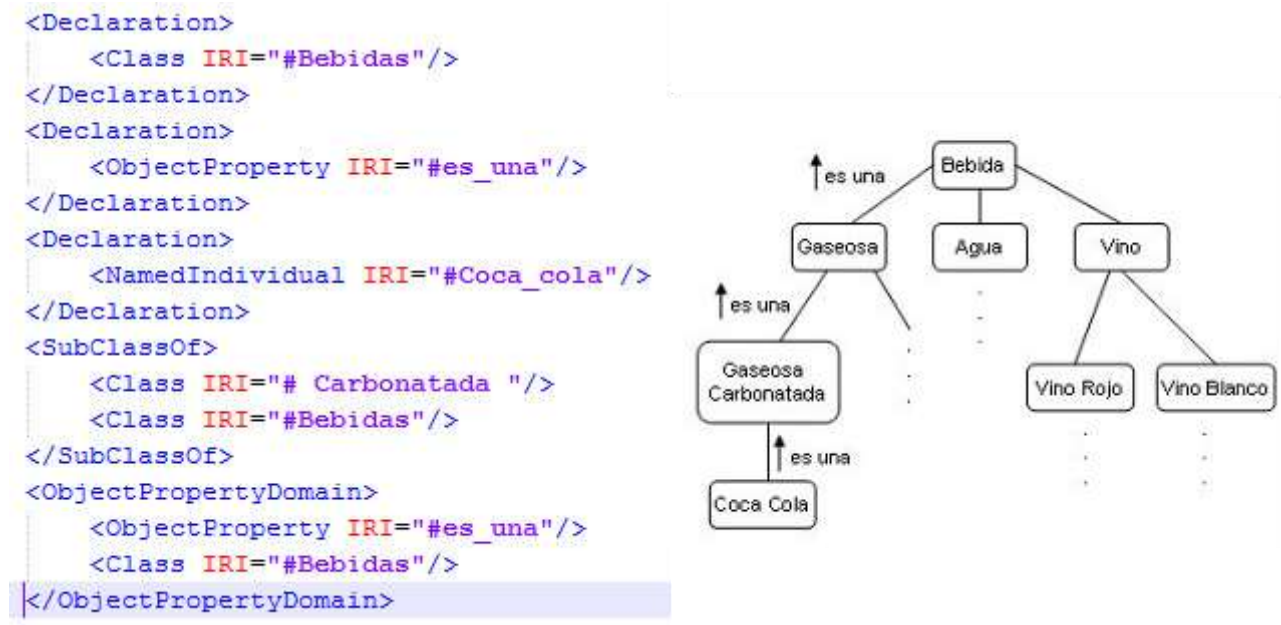 <Declaration>
<Class IRI="#Bebidas"/>
</Declaration>
<Declaration>
<ObjectProperty IRI="#es_una"/>
</Declaration>
<Declaration>
<NamedIndividual IRI="#Coca_cola"/>
</Declaration>
<SubClassOf>
<Class IRI="# Carbonatada "/>
<Class IRI="#Bebidas"/>
</SubClassOf>
<ObjectPropertyDomain>
<ObjectProperty IRI="#es_una"/>
<Class IRI="#Bebidas"/>
</ObjectPropertyDomain>
Bebida
es una
Gaseosa
Agua
Vino
es una
Gaseosa
Carbonatada
Vino Rojo
Vino Blanco
es una
Coca Cola